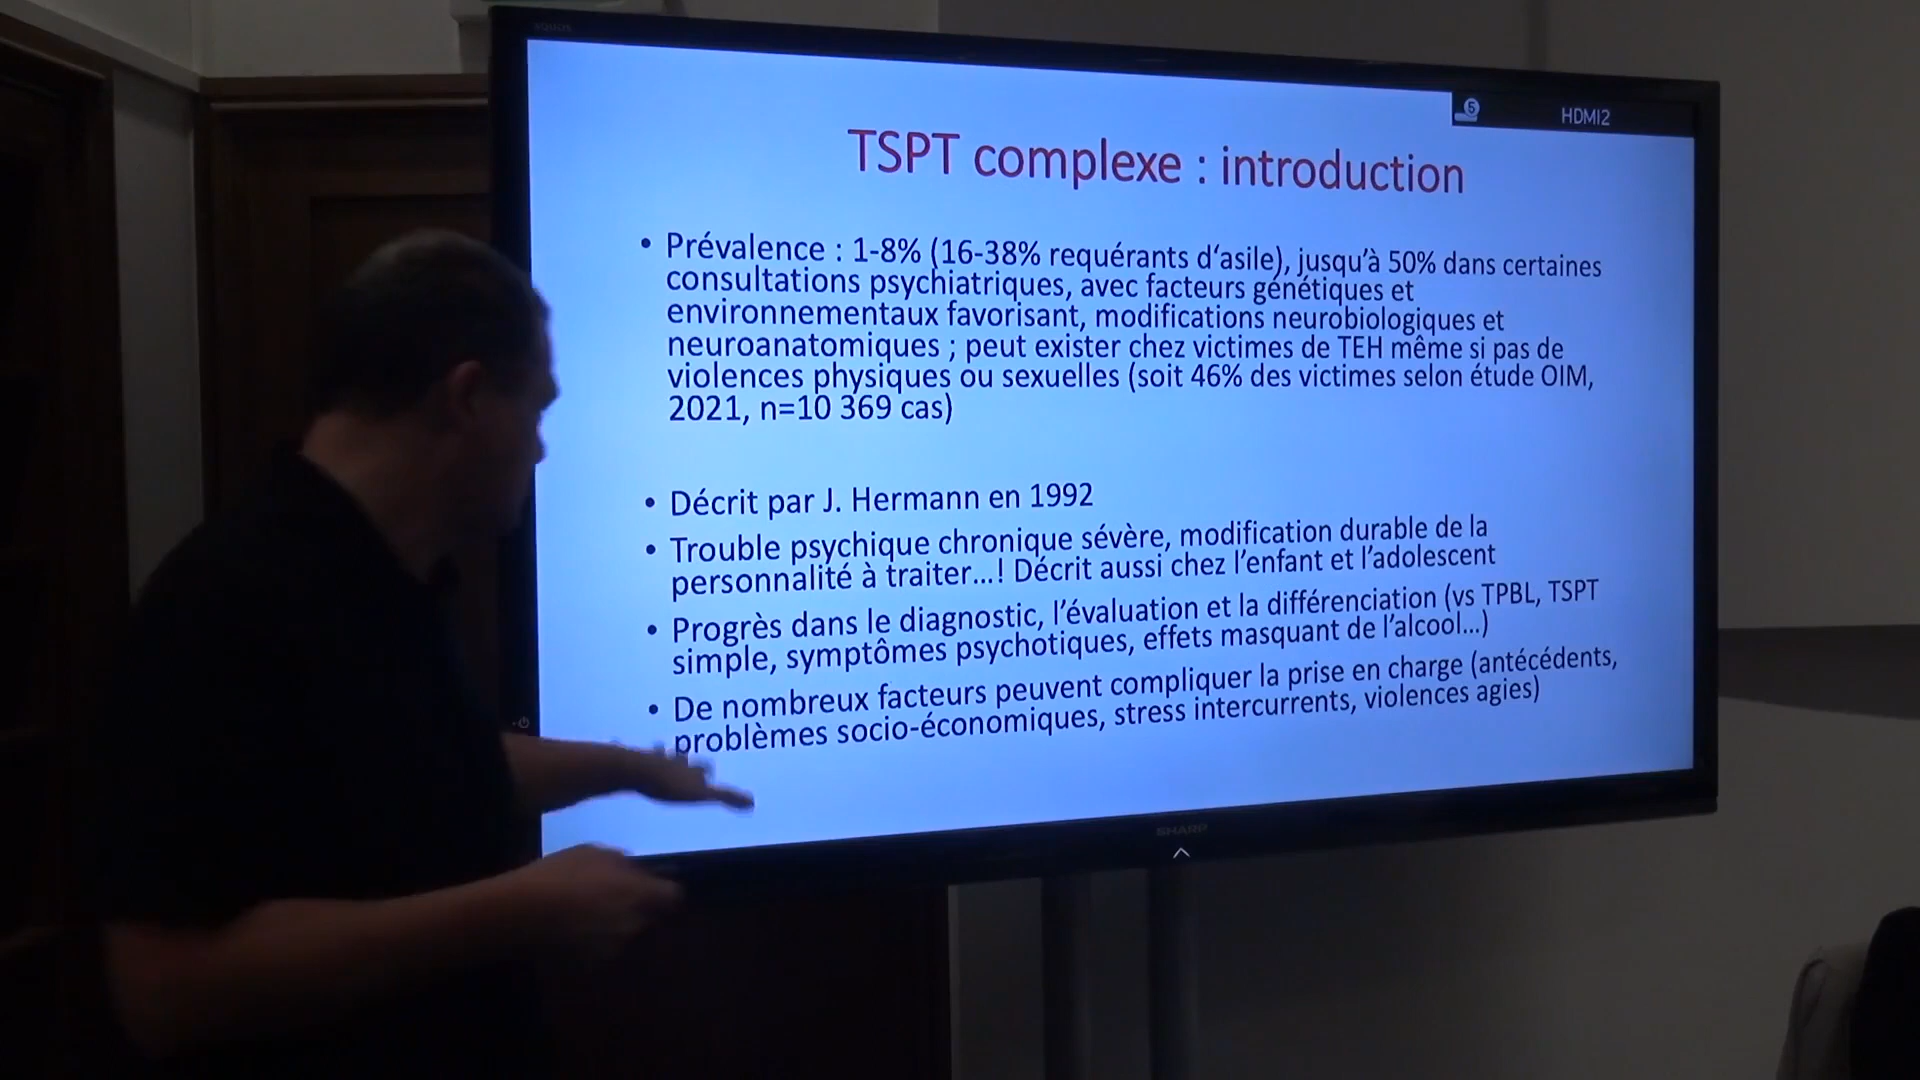 AQUOS
5 HDMI2
TSPT complexe : introduction
• Prévalence : 1-8% (16-38% requérants d‘asile), jusqu’à 50% dans certaines
consultations psychiatriques, avec facteurs génétiques et
environnementaux favorisant, modifications neurobiologiques et
neuroanatomiques ; peut exister chez victimes de TEH même si pas de
violences physiques ou sexuelles (soit 46% des victimes selon étude OIM,
2021, n=10 369 cas)
• Décrit par J. Hermann en 1992
• Trouble psychique chronique sévère, modification durable de la
personnalité à traiter…! Décrit aussi chez l’enfant et l’adolescent
• Progrès dans le diagnostic, l’évaluation et la différenciation (vs TPBL, TSPT
simple, symptômes psychotiques, effets masquant de l’alcool…)
• De nombreux facteurs peuvent compliquer la prise en charge (antécédents,
problèmes socio-économiques, stress intercurrents, violences agies)
SHARP